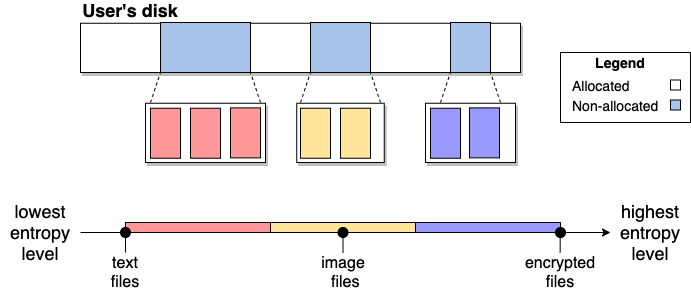 User's disk
Legend
Allocated
Non-allocated
lowest
entropy
level
highest
entropy
level
text
files
image
files
encrypted
files